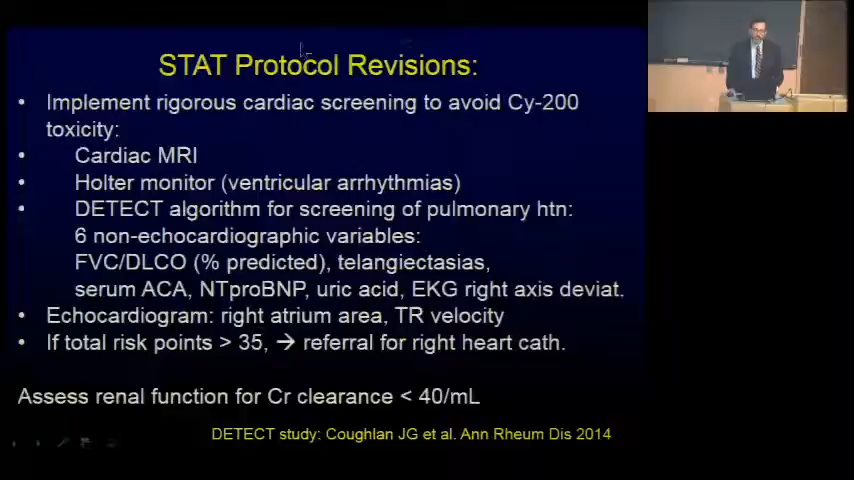 STAT Protocol Revisions:
• Implement rigorous cardiac screening to avoid Cy-200
toxicity:
• Cardiac MRI
• Holter monitor (ventricular arrhythmias)
• DETECT algorithm for screening of pulmonary htn:
6 non-echocardiographic variables:
FVC/DLCO (% predicted), telangiectasias,
serum ACA, NTproBNP, uric acid, EKG right axis deviat.
• Echocardiogram: right atrium area, TR velocity
• If total risk points > 35, → referral for right heart cath.
Assess renal function for Cr clearance < 40/mL
DETECT study: Coughlan JG et al. Ann Rheum Dis 2014